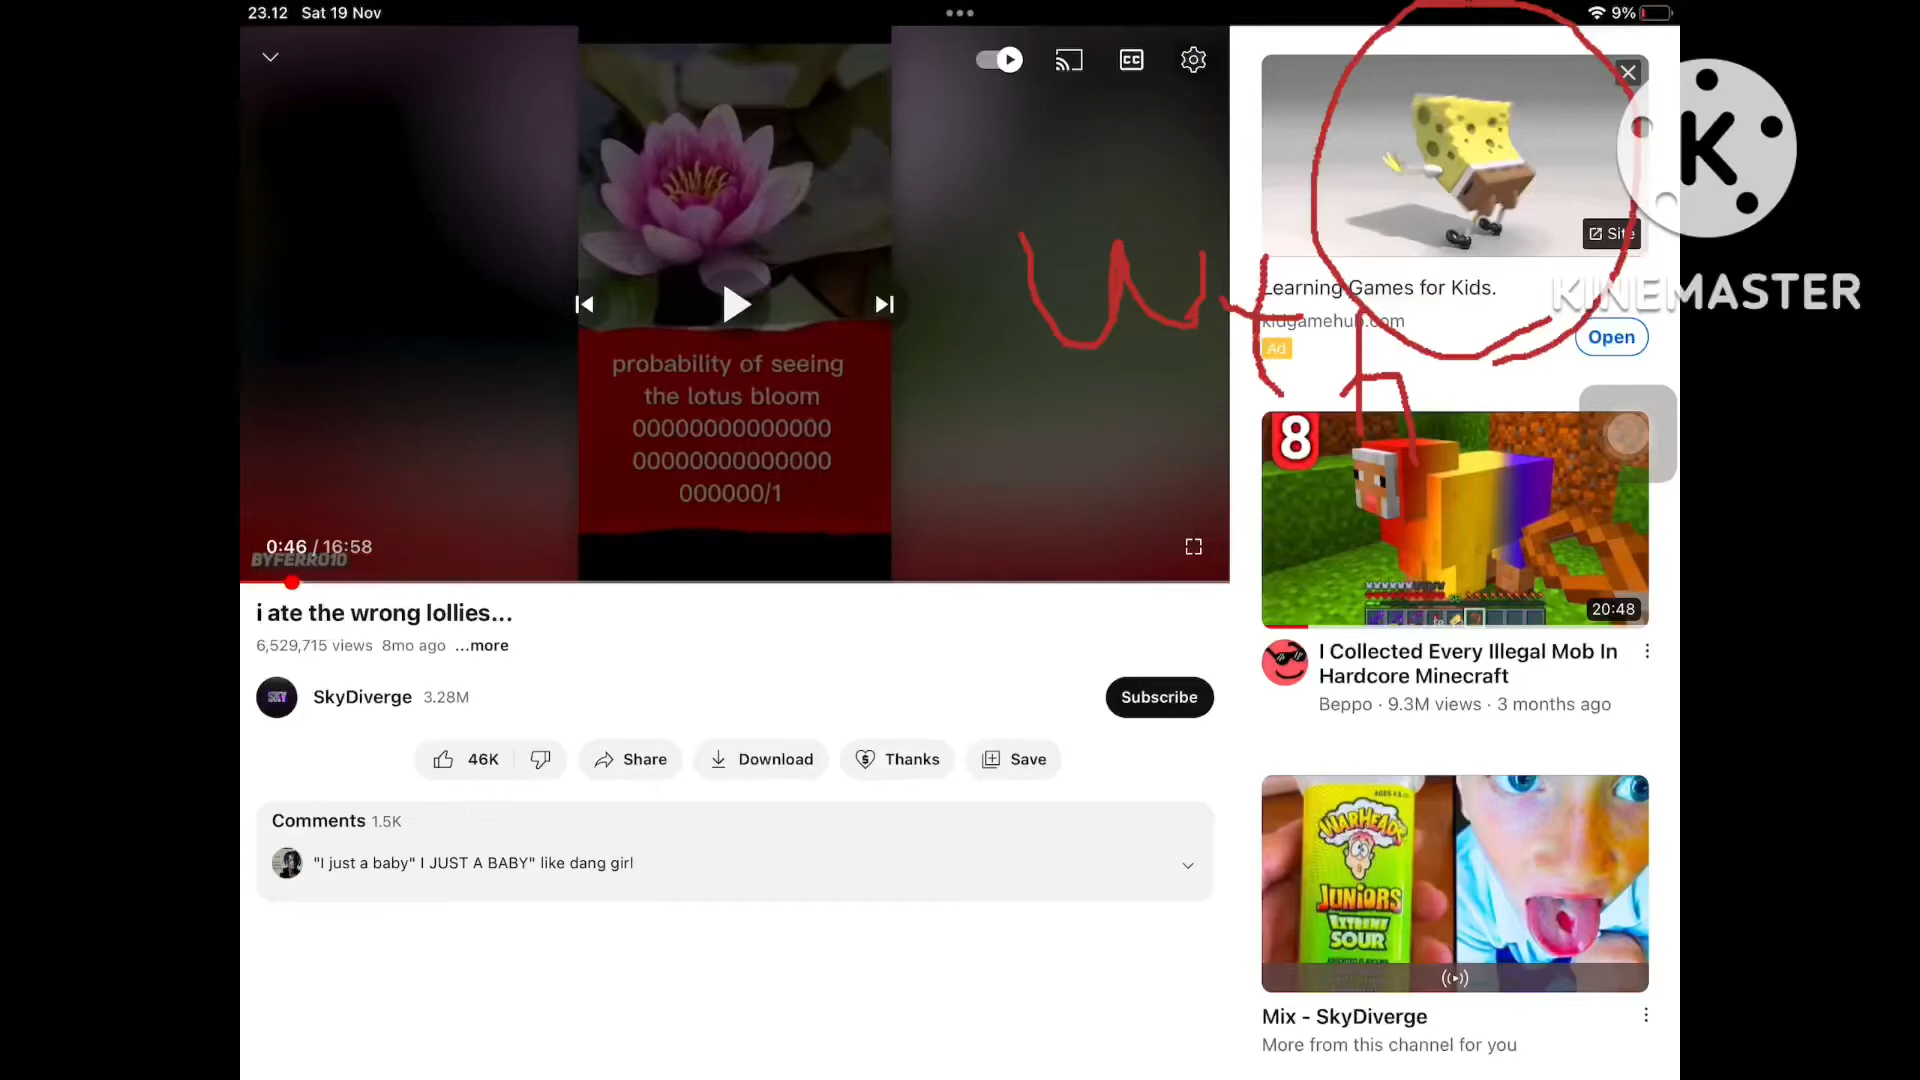 23.12 Sat 19 Nov
9%
CC
probability of seeing
the lotus bloom
00000000000000
00000000000000
000000/1
0:46 / 16:58
BYFERRO10
i ate the wrong lollies...
6,529,715 views 8mo ago ...more
SKY
SkyDiverge 3.28M
Subscribe
46K
Share
Download
Thanks
Save
Comments 1.5K
"I just a baby" I JUST A BABY" like dang girl
Site
Learning Games for Kids.
kidgamehub.com
Ad
Open
K
KINEMASTER
Wth
8
20:48
I Collected Every Illegal Mob In
Hardcore Minecraft
Beppo · 9.3M views · 3 months ago
WARHEADS
JUNIORS
EXTREME
SOUR
Mix - SkyDiverge
More from this channel for you